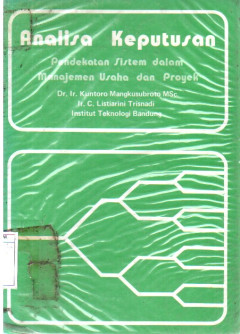 Analisa Keputusan
Pendekatan Sistem dalam
Manajemen Usaha dan Proyek
Dr. Ir. Kuntoro Mangkusubroto MSc.
Ir. C. Listiarini Trisnadi
Institut Teknologi Bandung